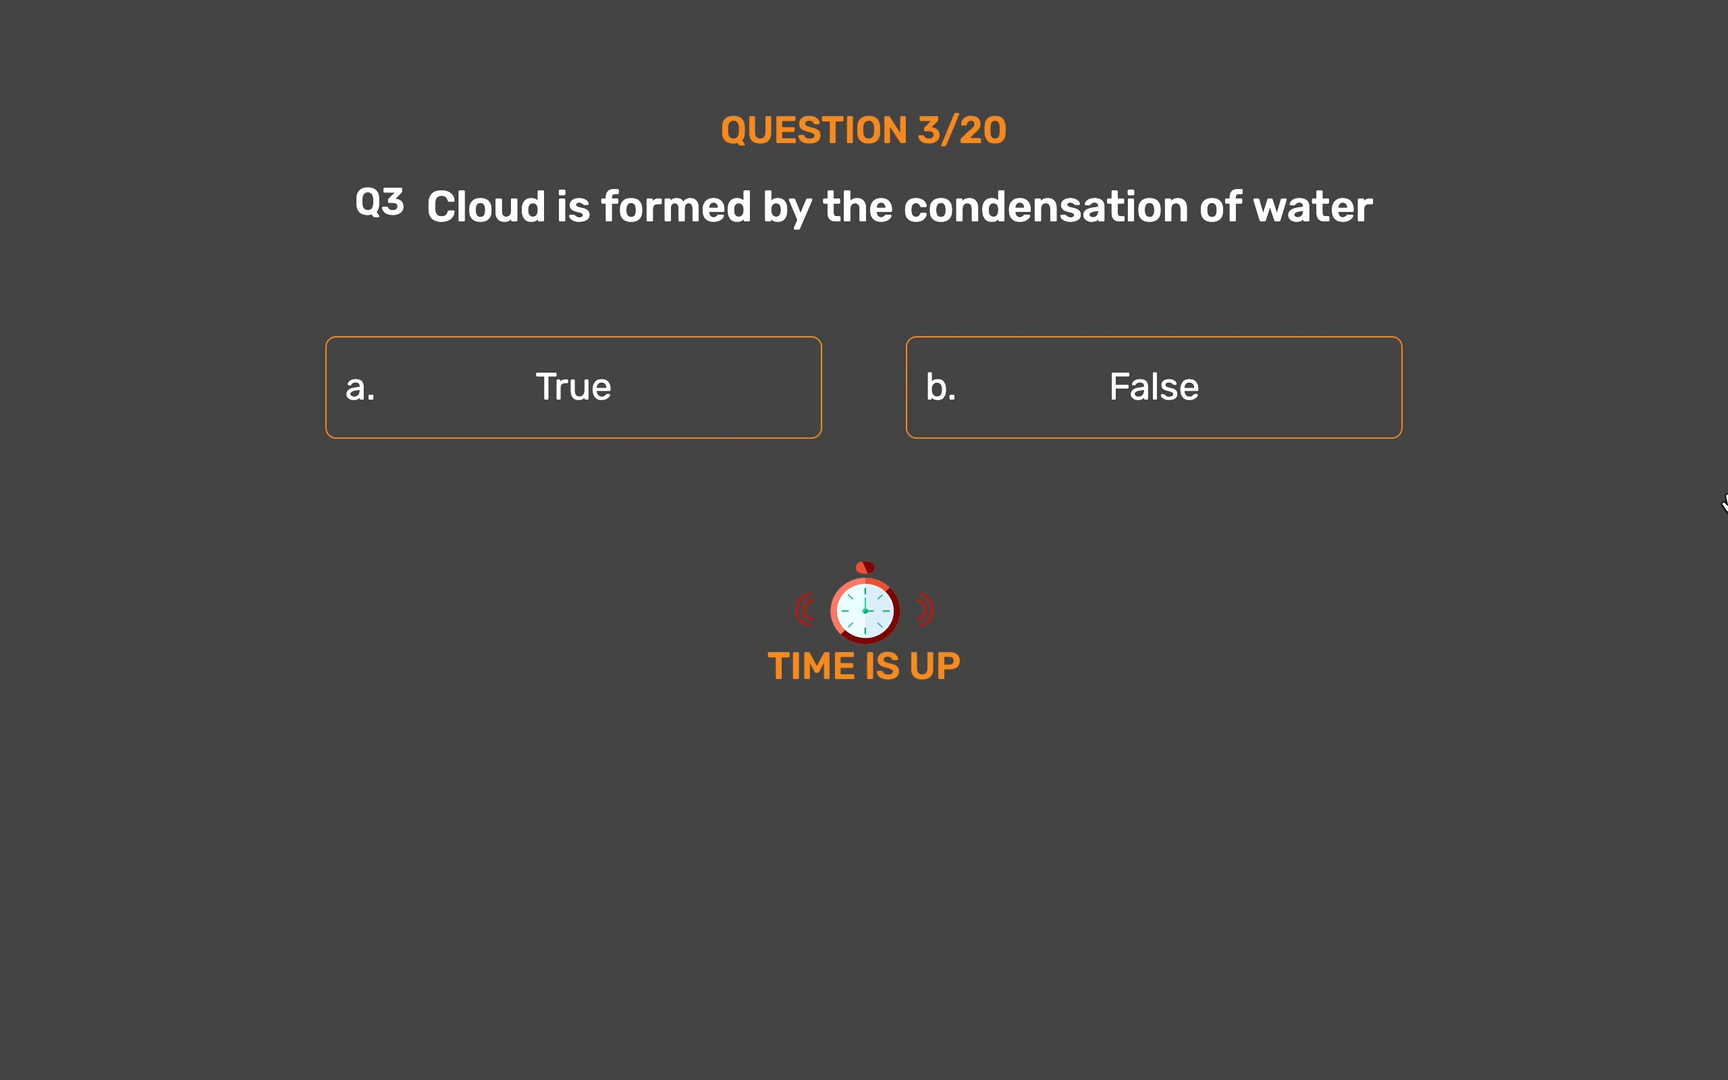 QUESTION 3/20
Q3 Cloud is formed by the condensation of water
a. True
b. False
TIME IS UP